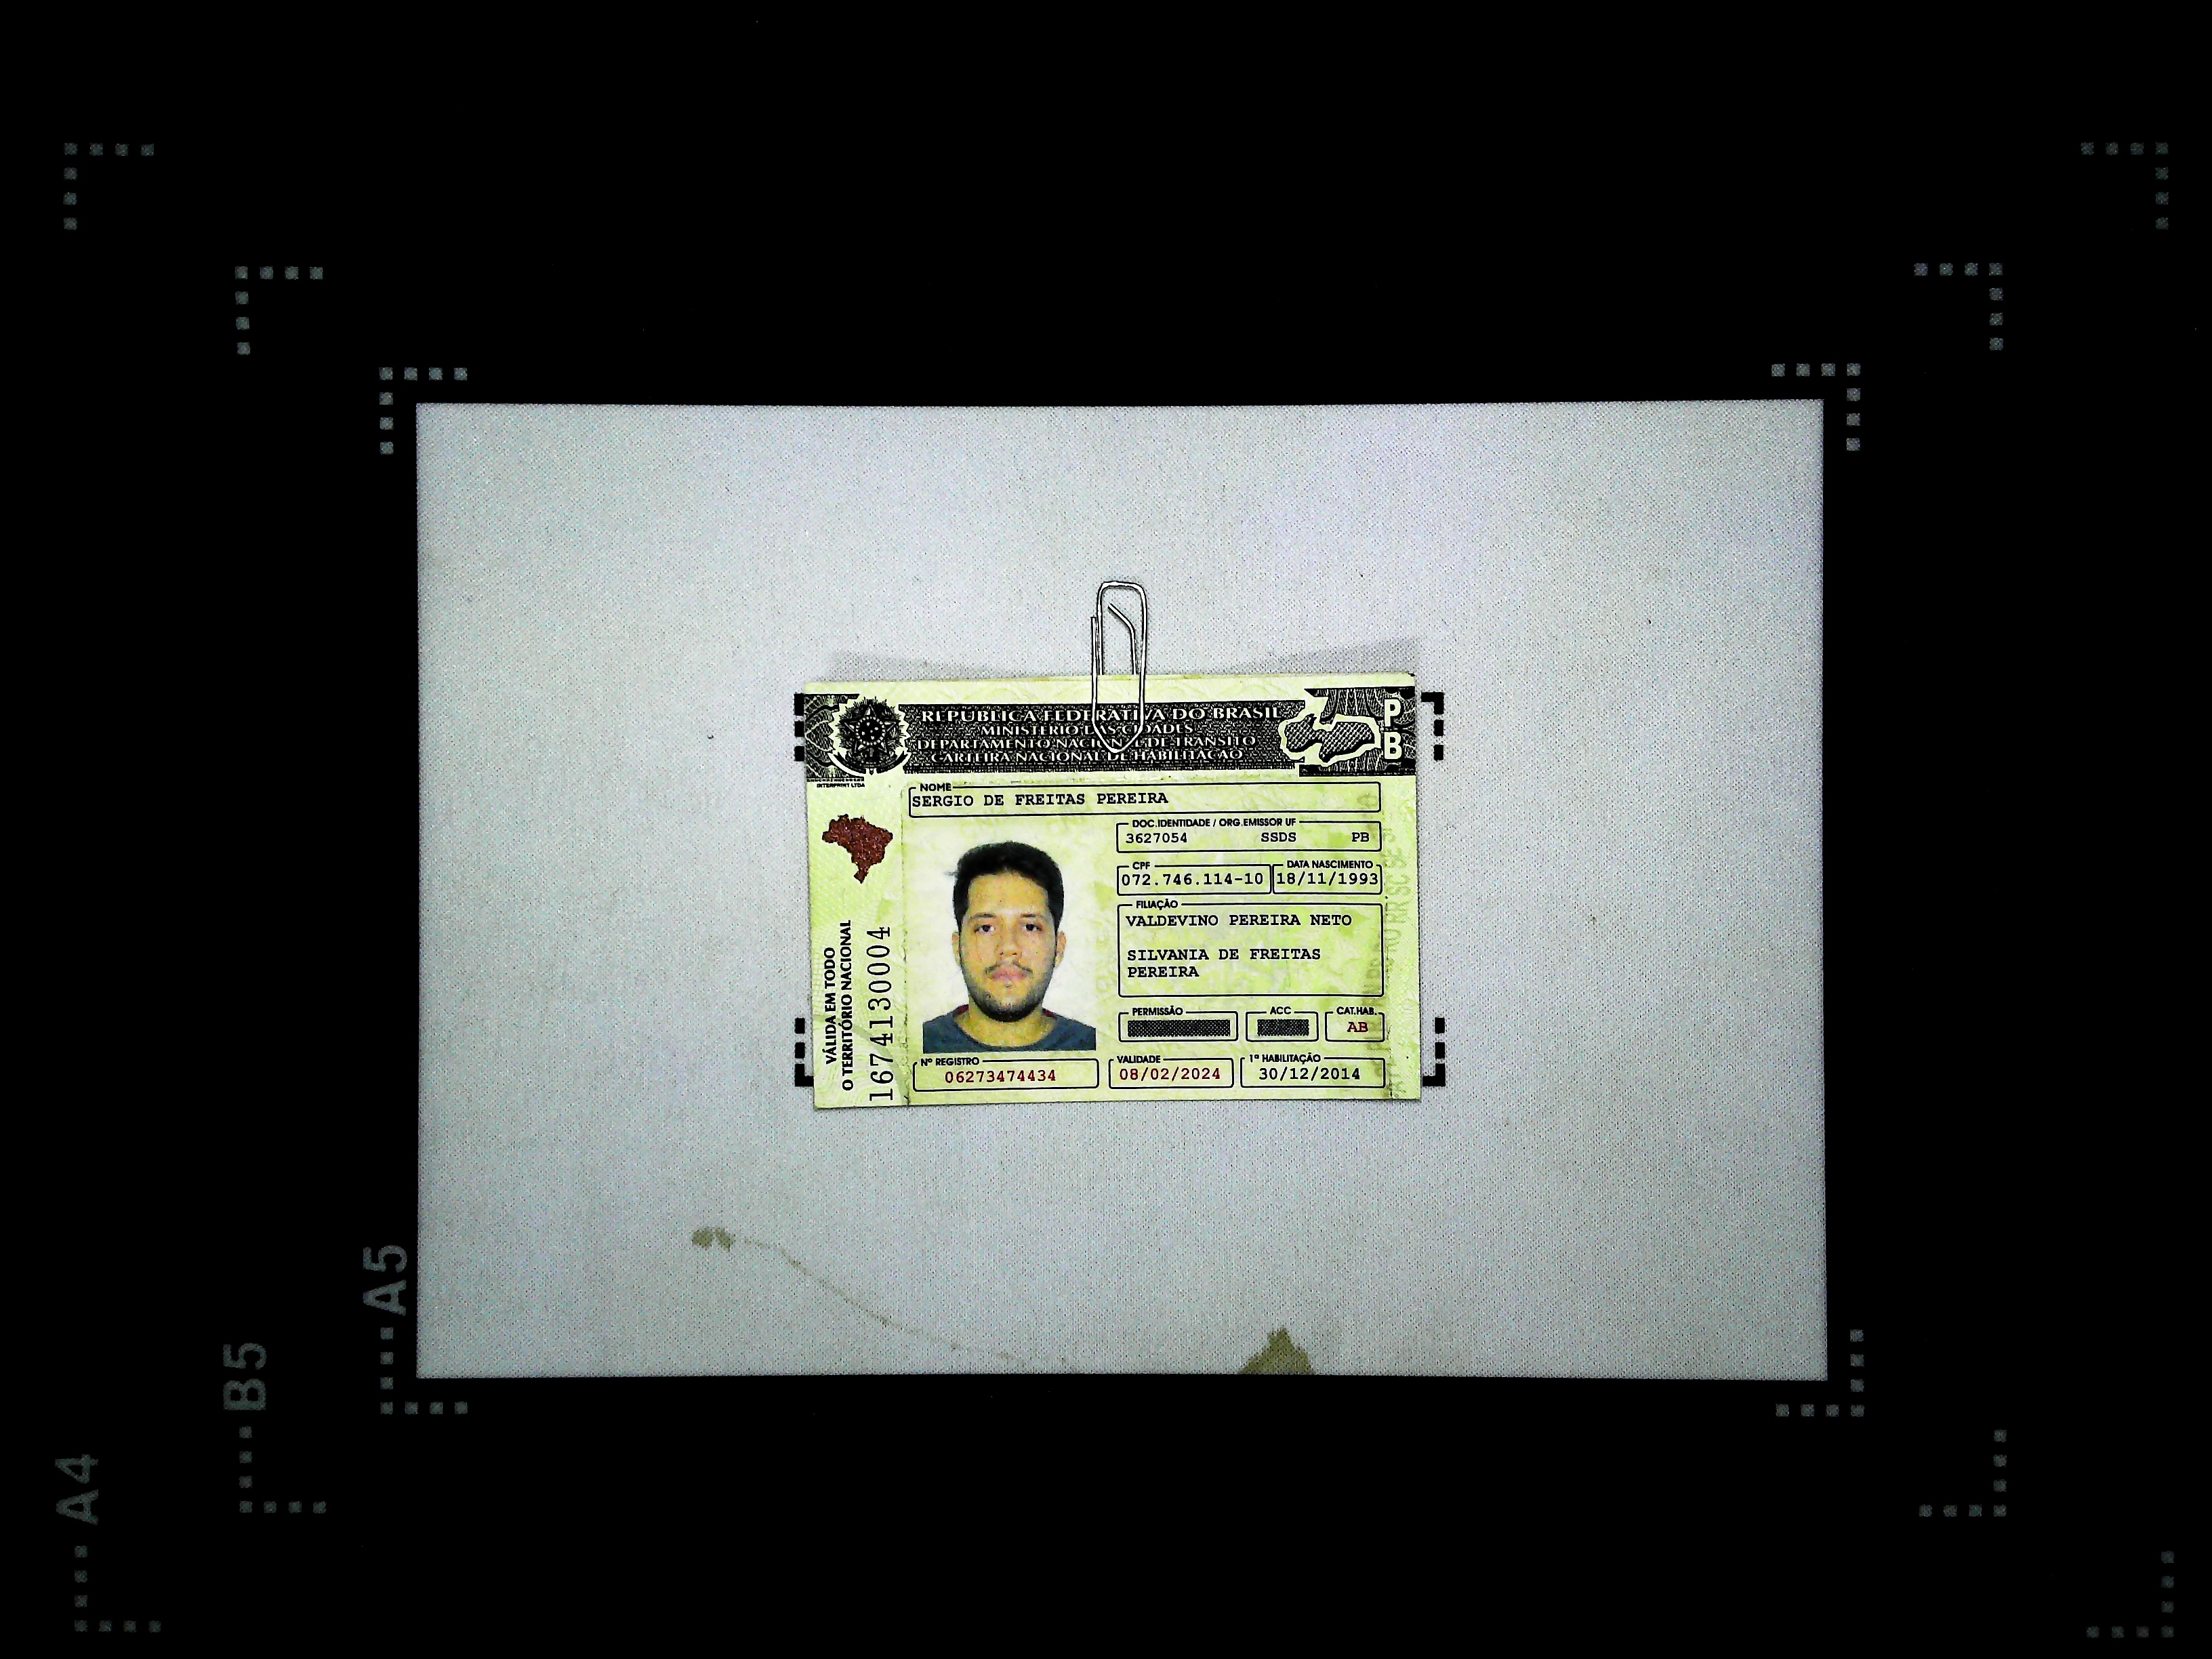 REPÚBLICA FEDERATIVA DO BRASIL
MINISTÉRIO DAS CIDADES
DEPARTAMENTO NACIONAL DE TRÂNSITO
CARTEIRA NACIONAL DE HABILITAÇÃO
P
B
INTERPRINT LTDA
NOME
SERGIO DE FREITAS PEREIRA
DOC.IDENTIDADE / ORG.EMISSOR UF
3627054 SSDS PB
CPF DATA NASCIMENTO
072.746.114-10 18/11/1993
FILIAÇÃO
VALDEVINO PEREIRA NETO
SILVANIA DE FREITAS
PEREIRA
PERMISSÃO ACC CAT.HAB.
AB
Nº REGISTRO VALIDADE 1ª HABILITAÇÃO
06273474434 08/02/2024 30/12/2014
VÁLIDA EM TODO
O TERRITÓRIO NACIONAL
1674130004
A5
B5
A4